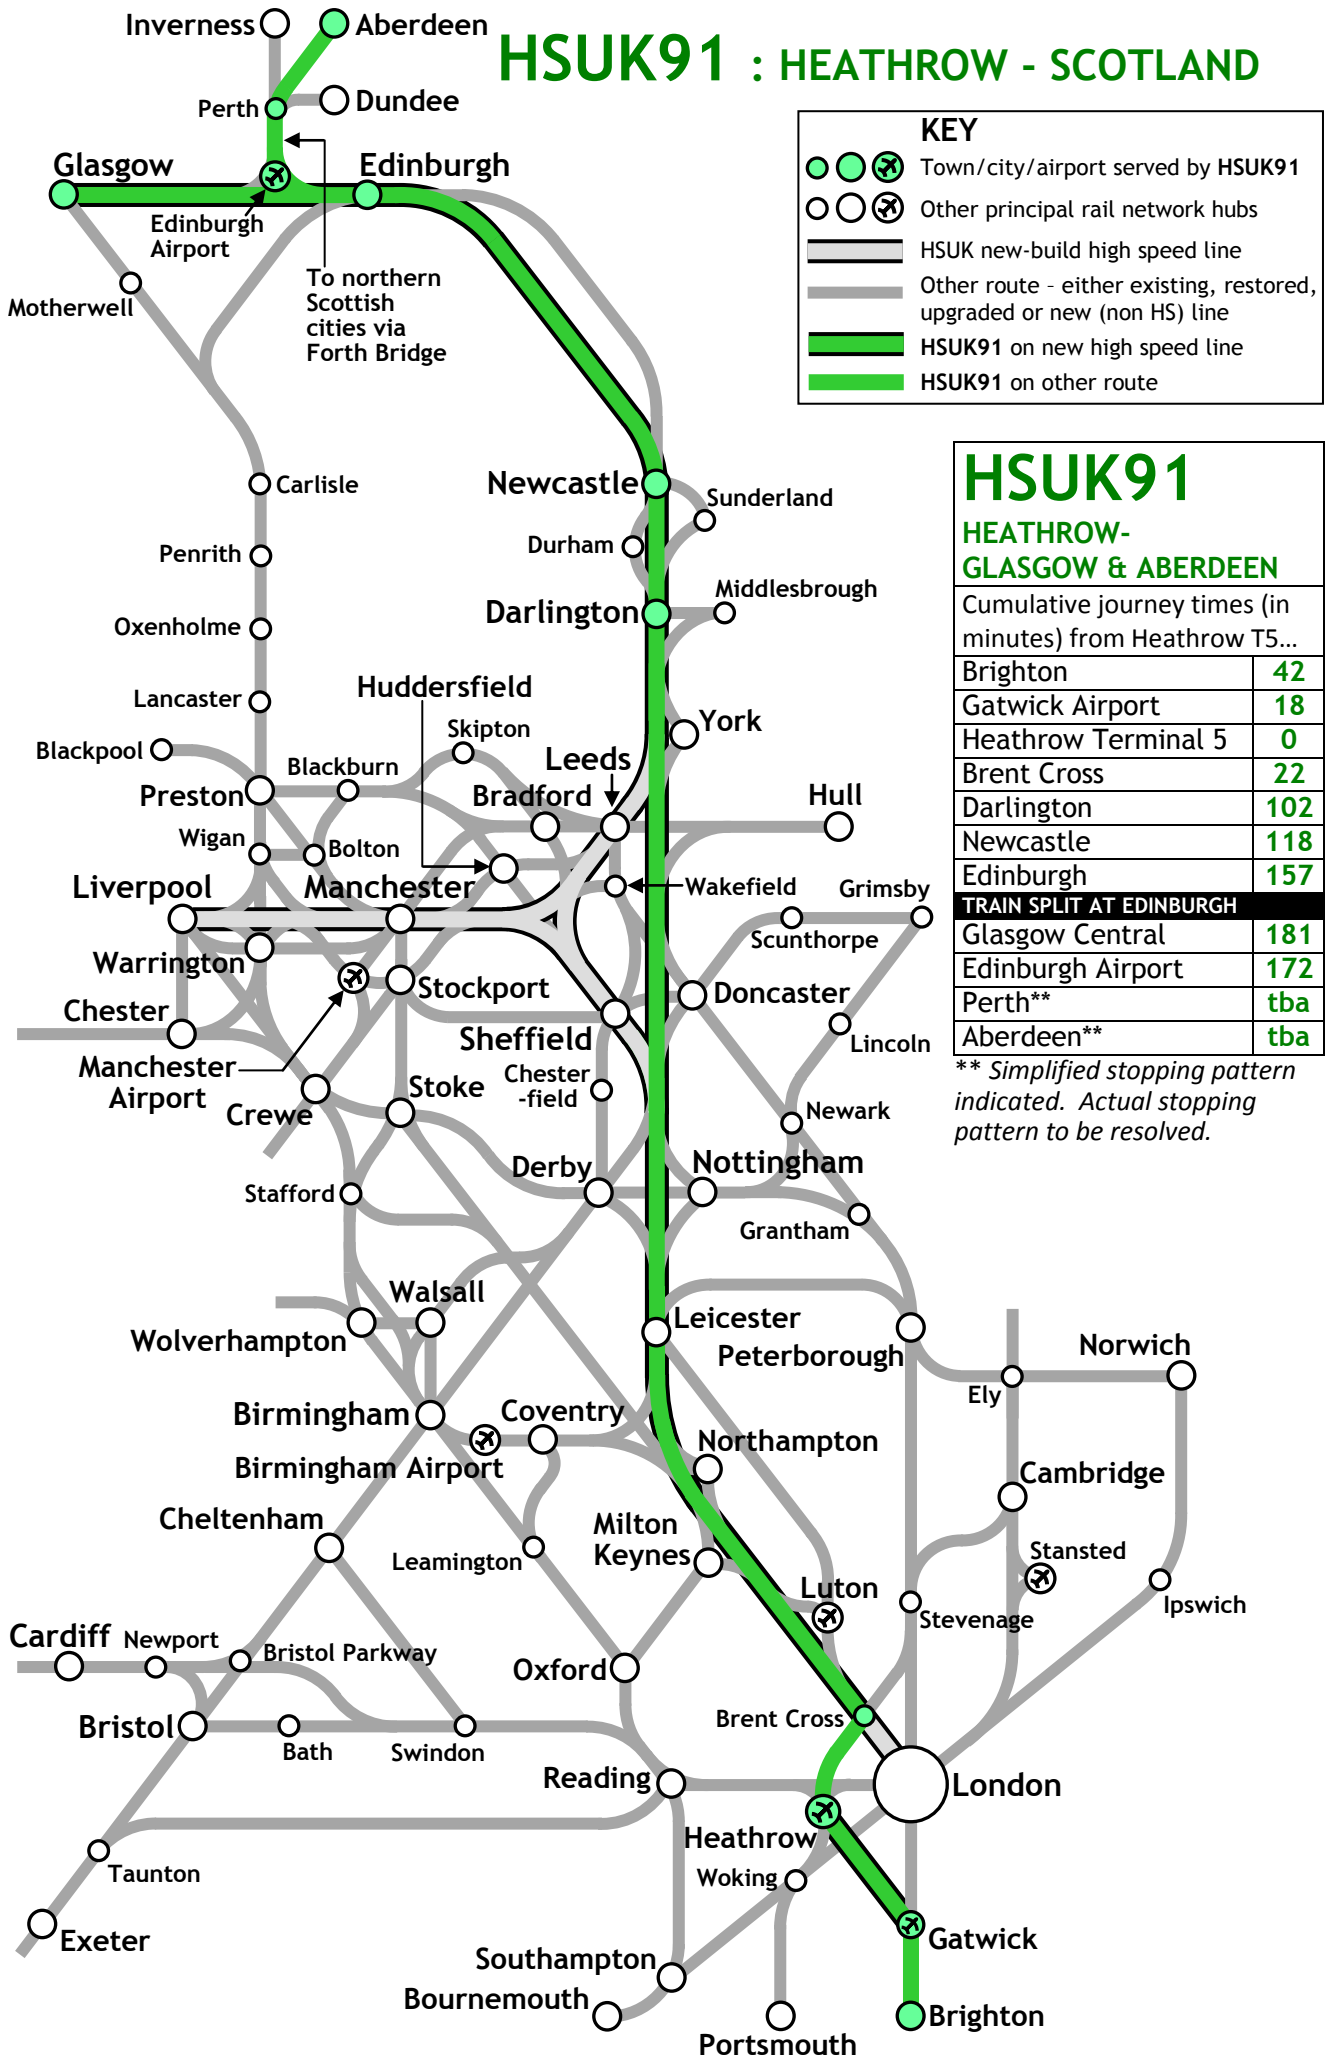 HSUK91 : HEATHROW - SCOTLAND
Inverness
Aberdeen
Perth
Dundee
Glasgow
Edinburgh
Edinburgh
Airport
To northern
Scottish
cities via
Forth Bridge
Motherwell
KEY
Town/city/airport served by HSUK91
Other principal rail network hubs
HSUK new-build high speed line
Other route - either existing, restored,
upgraded or new (non HS) line
HSUK91 on new high speed line
HSUK91 on other route
HSUK91
HEATHROW-
GLASGOW & ABERDEEN
Cumulative journey times (in
minutes) from Heathrow T5...
Brighton 42
Gatwick Airport 18
Heathrow Terminal 5 0
Brent Cross 22
Darlington 102
Newcastle 118
Edinburgh 157
TRAIN SPLIT AT EDINBURGH
Glasgow Central 181
Edinburgh Airport 172
Perth** tba
Aberdeen** tba
** Simplified stopping pattern
indicated. Actual stopping
pattern to be resolved.
Carlisle
Newcastle
Sunderland
Durham
Penrith
Middlesbrough
Darlington
Oxenholme
Huddersfield
Lancaster
York
Skipton
Blackpool
Leeds
Blackburn
Preston
Bradford
Hull
Wigan
Bolton
Liverpool
Manchester
Wakefield
Grimsby
Scunthorpe
Warrington
Stockport
Doncaster
Chester
Sheffield
Lincoln
Manchester
Airport
Chester
-field
Crewe
Stoke
Newark
Derby
Nottingham
Stafford
Grantham
Walsall
Leicester
Wolverhampton
Peterborough
Norwich
Ely
Birmingham
Coventry
Northampton
Birmingham Airport
Cambridge
Cheltenham
Milton
Keynes
Leamington
Stansted
Luton
Stevenage
Ipswich
Cardiff
Newport
Bristol Parkway
Oxford
Bristol
Brent Cross
Bath
Swindon
Reading
London
Heathrow
Woking
Taunton
Exeter
Gatwick
Southampton
Bournemouth
Brighton
Portsmouth